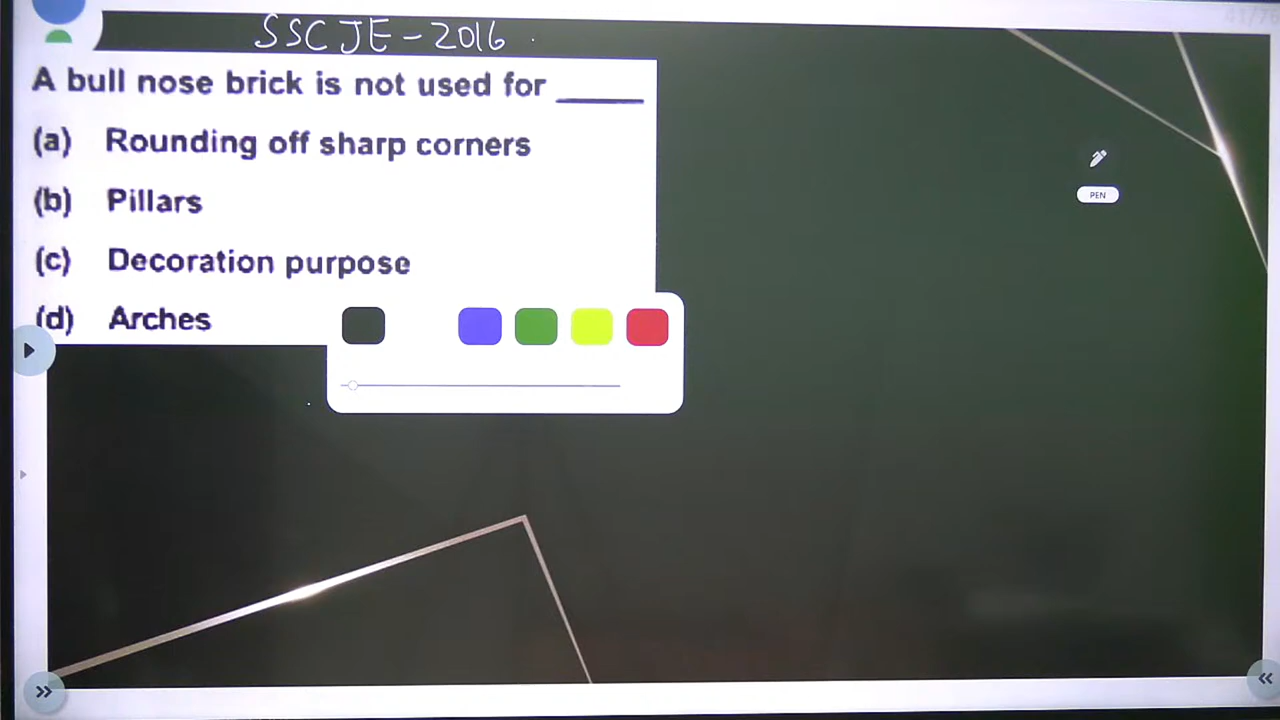 SSC JE - 2016
A bull nose brick is not used for ______
(a) Rounding off sharp corners
(b) Pillars
(c) Decoration purpose
(d) Arches
PEN